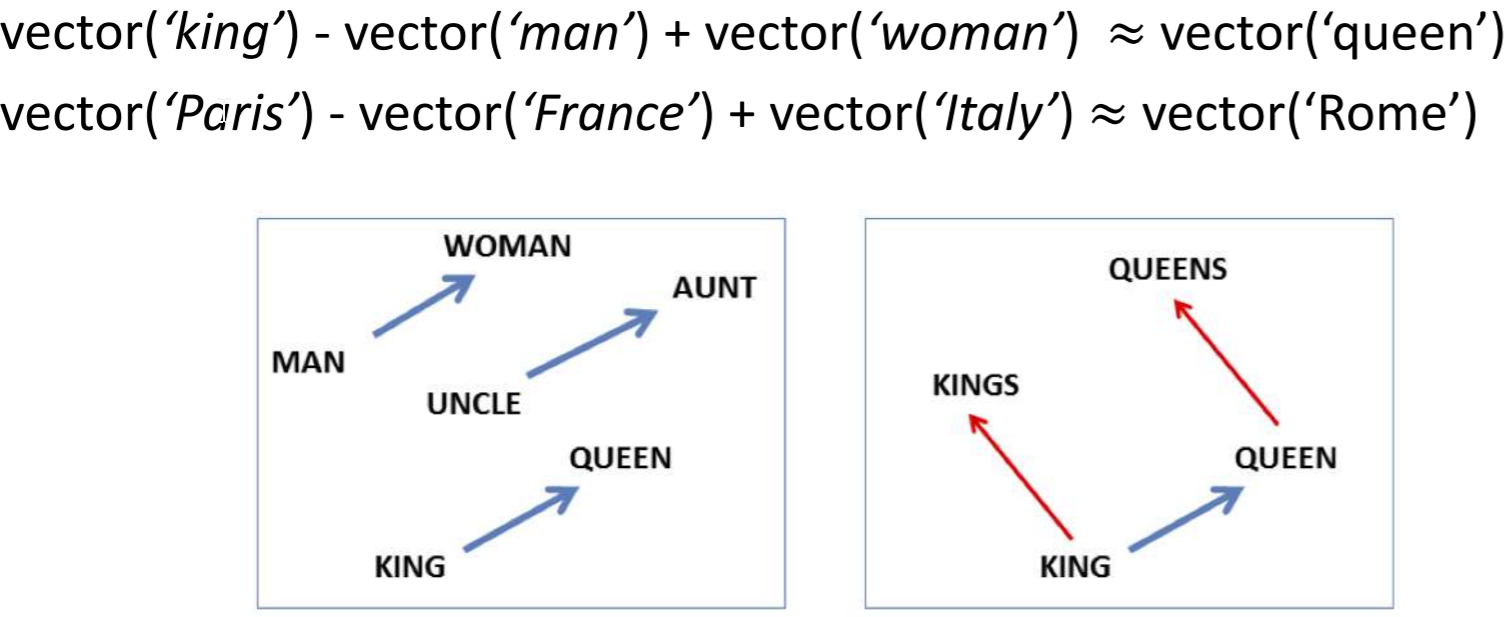 vector(‘king’) - vector(‘man’) + vector(‘woman’) ≈ vector(‘queen’)
vector(‘Paris’) - vector(‘France’) + vector(‘Italy’) ≈ vector(‘Rome’)
WOMAN
AUNT
MAN
UNCLE
QUEEN
KING
QUEENS
KINGS
QUEEN
KING